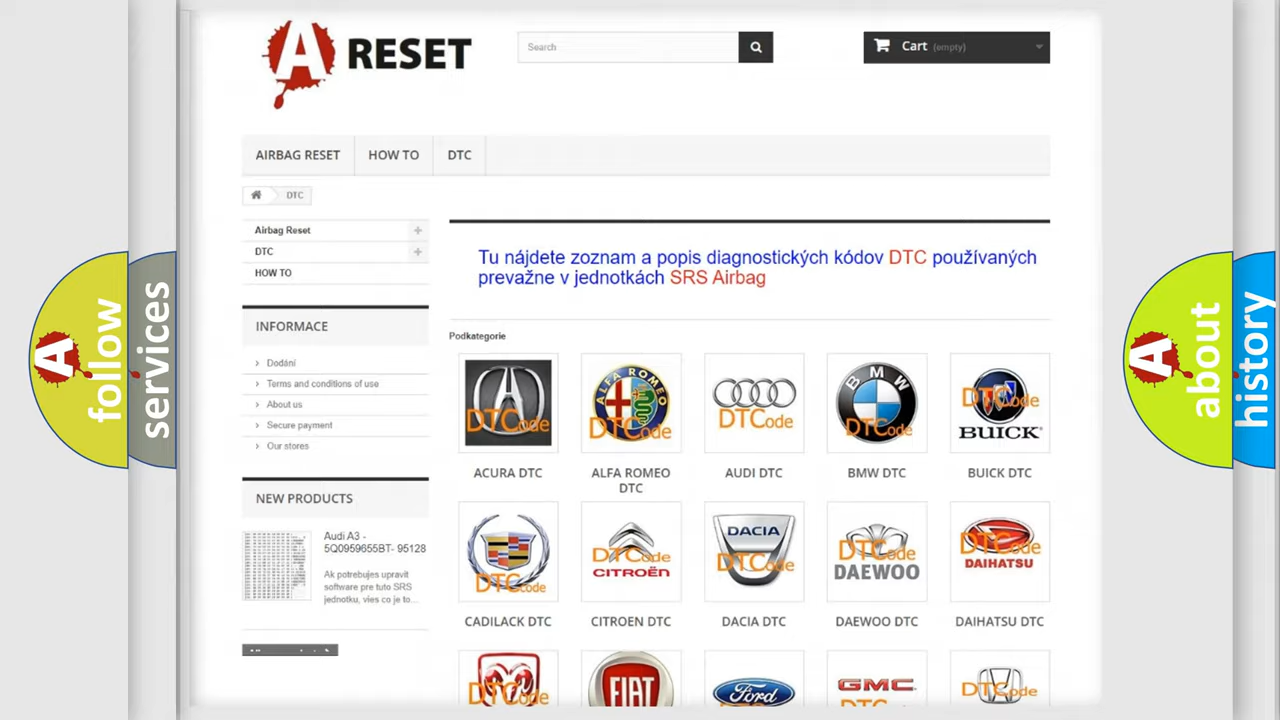 A RESET
Search
Cart (empty)
AIRBAG RESET
HOW TO
DTC
DTC
Airbag Reset
DTC
HOW TO
INFORMACE
Dodání
Terms and conditions of use
About us
Secure payment
Our stores
NEW PRODUCTS
Audi A3 -
5Q0959655BT- 95128
Ak potrebujes upravit
software pre tuto SRS
jednotku, vies co je to...
Tu nájdete zoznam a popis diagnostických kódov DTC používaných
prevažne v jednotkách SRS Airbag
Podkategorie
DTCode
ALFA ROMEO
DTCode
DTCode
BMW
DTCode
DTCode
BUICK
ACURA DTC
ALFA ROMEO
DTC
AUDI DTC
BMW DTC
BUICK DTC
DTCode
DTCode
CITROËN
DACIA
DTCode
DTCode
DAEWOO
DTCode
DAIHATSU
CADILACK DTC
CITROEN DTC
DACIA DTC
DAEWOO DTC
DAIHATSU DTC
DTCode
FIAT
Ford
GMC
DTCode
A follow
services
A about
history